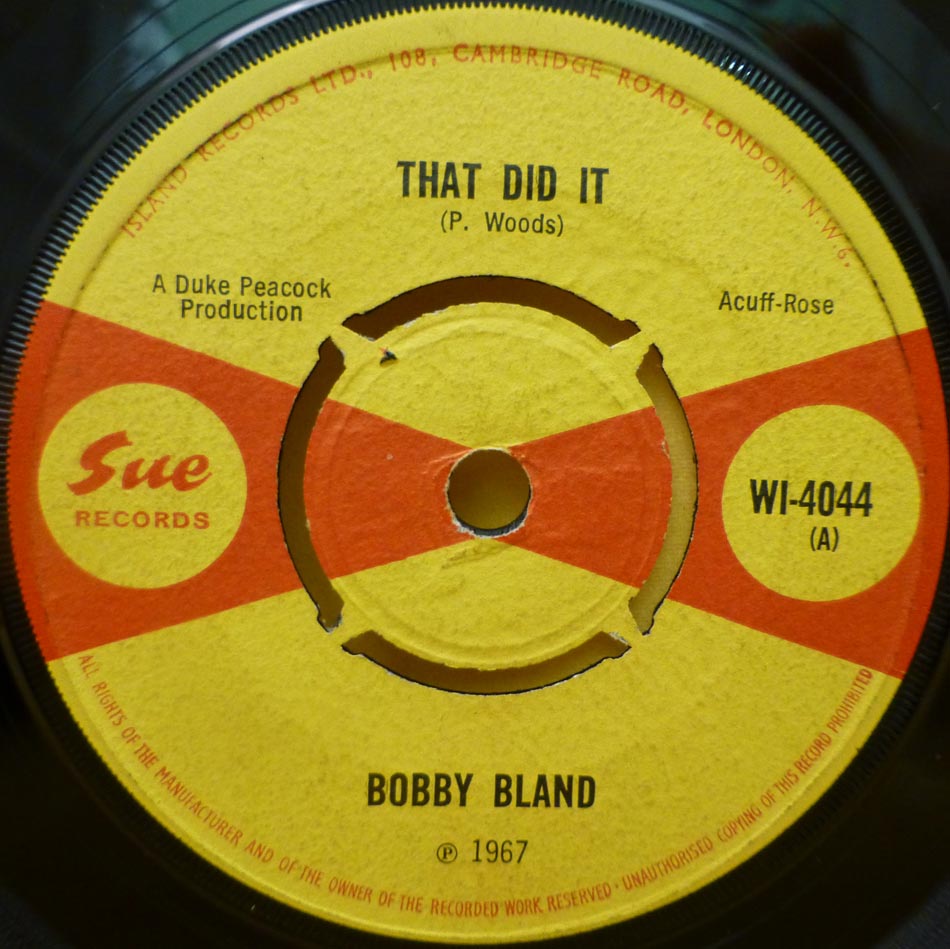 ISLAND RECORDS LTD., 108, CAMBRIDGE ROAD, LONDON, N.W.6.
THAT DID IT
(P. Woods)
A Duke Peacock
Production
Acuff-Rose
Sue
RECORDS
WI-4044
(A)
BOBBY BLAND
℗ 1967
ALL RIGHTS OF THE MANUFACTURER AND OF THE OWNER OF THE RECORDED WORK RESERVED · UNAUTHORISED COPYING OF THIS RECORD PROHIBITED